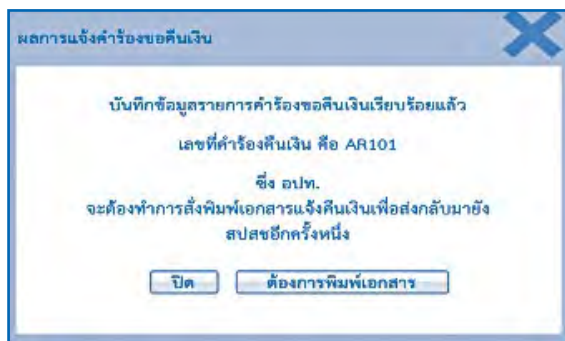 ผลการแจ้งคำร้องขอคืนเงิน
บันทึกข้อมูลรายการคำร้องขอคืนเงินเรียบร้อยแล้ว
เลขที่คำร้องคืนเงิน คือ AR101
ซึ่ง อปท.
จะต้องทำการสั่งพิมพ์เอกสารแจ้งคืนเงินเพื่อส่งกลับมายัง
สปสชอีกครั้งหนึ่ง
ปิด ต้องการพิมพ์เอกสาร